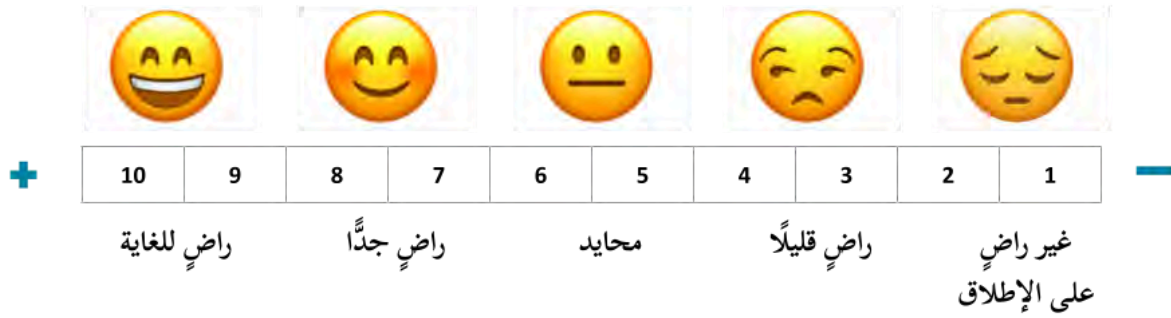 + 10 9 8 7 6 5 4 3 2 1 −
غير راضٍ على الإطلاق
راضٍ قليلًا
محايد
راضٍ جدًّا
راضٍ للغاية